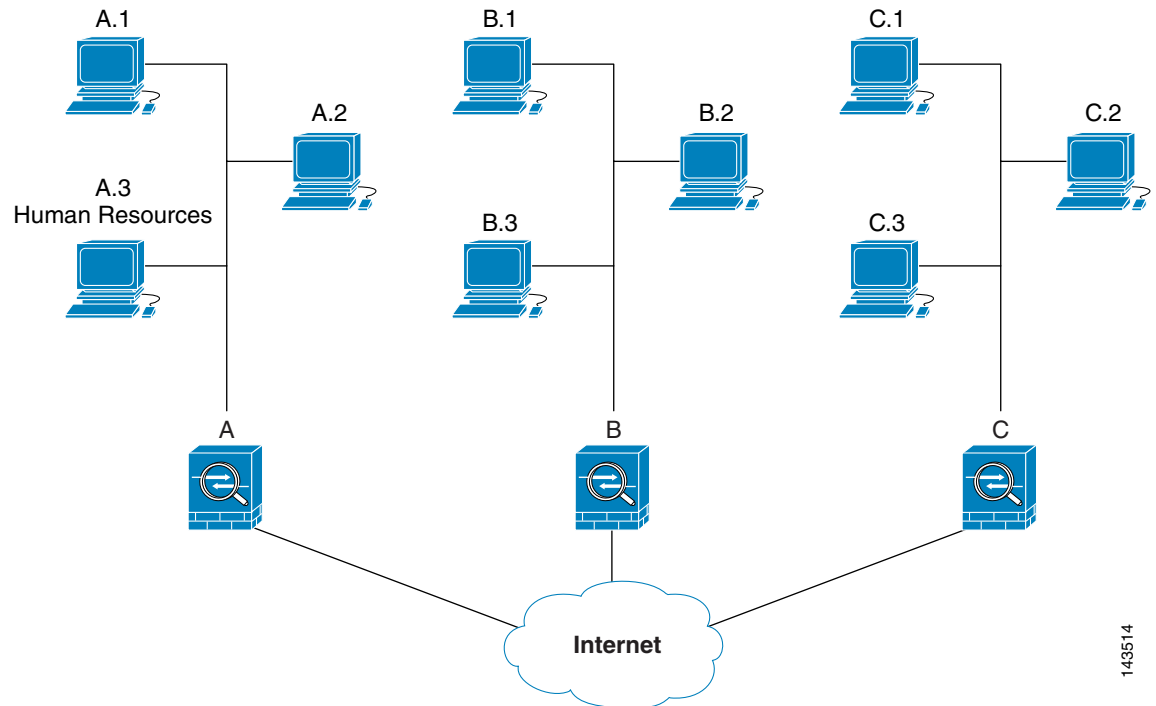 A.1
B.1
C.1
A.2
B.2
C.2
A.3
Human Resources
B.3
C.3
A
B
C
Internet
143514